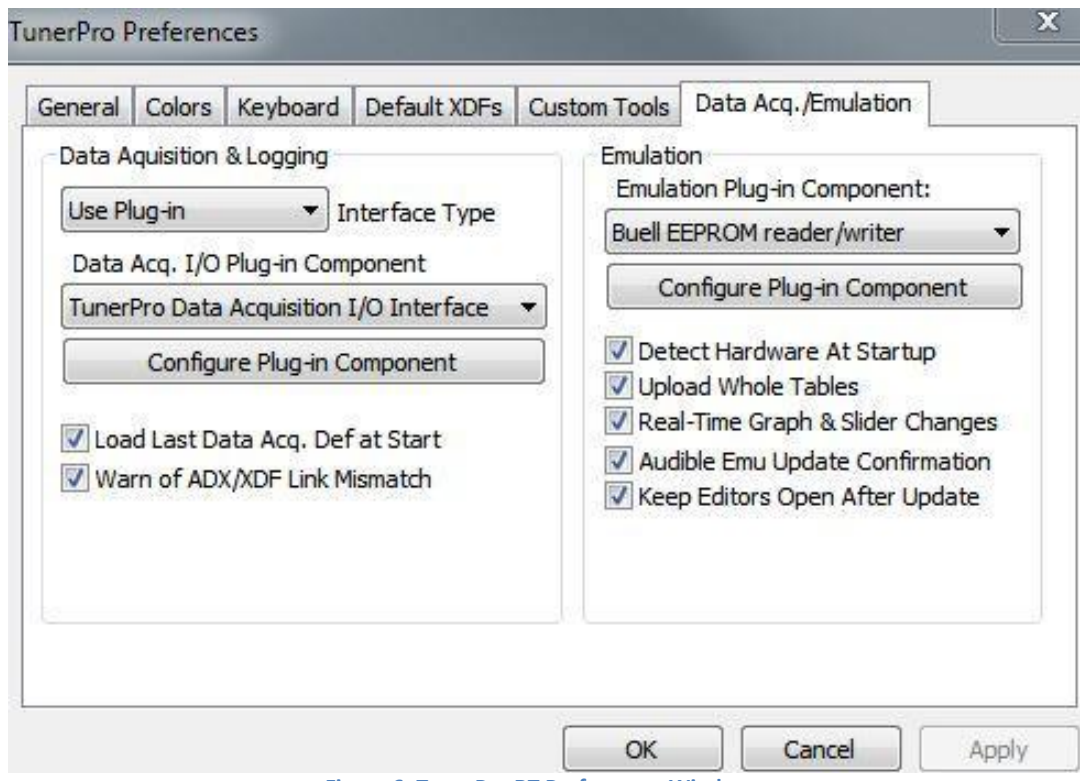 TunerPro Preferences
X
General Colors Keyboard Default XDFs Custom Tools Data Acq./Emulation
Data Aquisition & Logging
Use Plug-in Interface Type
Data Acq. I/O Plug-in Component
TunerPro Data Acquisition I/O Interface
Configure Plug-in Component
Load Last Data Acq. Def at Start
Warn of ADX/XDF Link Mismatch
Emulation
Emulation Plug-in Component:
Buell EEPROM reader/writer
Configure Plug-in Component
Detect Hardware At Startup
Upload Whole Tables
Real-Time Graph & Slider Changes
Audible Emu Update Confirmation
Keep Editors Open After Update
OK Cancel Apply